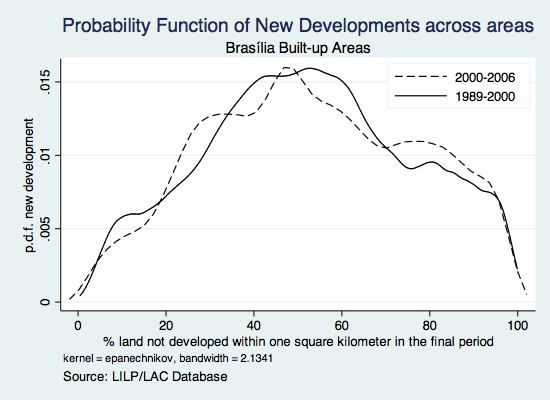 Probability Function of New Developments across areas
Brasília Built-up Areas
2000-2006
1989-2000
p.d.f. new development
.015
.01
.005
0
0 20 40 60 80 100
% land not developed within one square kilometer in the final period
kernel = epanechnikov, bandwidth = 2.1341
Source: LILP/LAC Database